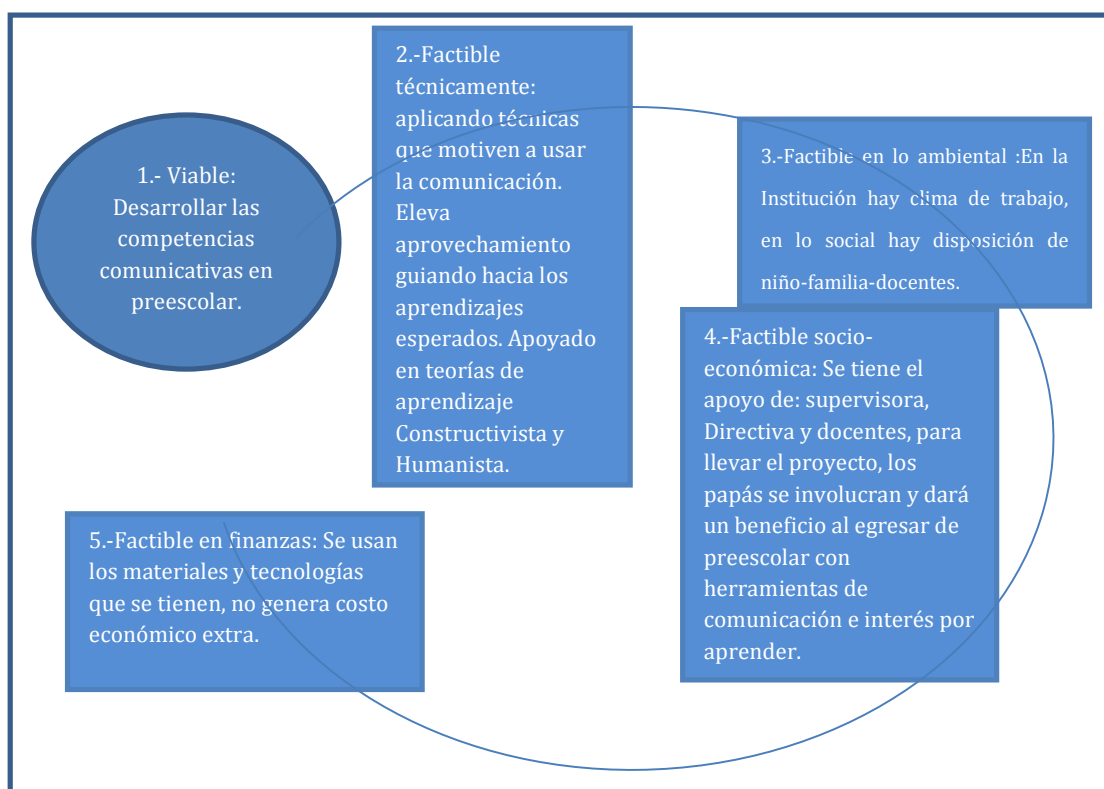 1.- Viable:
Desarrollar las
competencias
comunicativas en
preescolar.
2.-Factible
técnicamente:
aplicando técnicas
que motiven a usar
la comunicación.
Eleva
aprovechamiento
guiando hacia los
aprendizajes
esperados. Apoyado
en teorías de
aprendizaje
Constructivista y
Humanista.
3.-Factible en lo ambiental :En la
Institución hay clima de trabajo,
en lo social hay disposición de
niño-familia-docentes.
4.-Factible socio-
económica: Se tiene el
apoyo de: supervisora,
Directiva y docentes, para
llevar el proyecto, los
papás se involucran y dará
un beneficio al egresar de
preescolar con
herramientas de
comunicación e interés por
aprender.
5.-Factible en finanzas: Se usan
los materiales y tecnologías
que se tienen, no genera costo
económico extra.